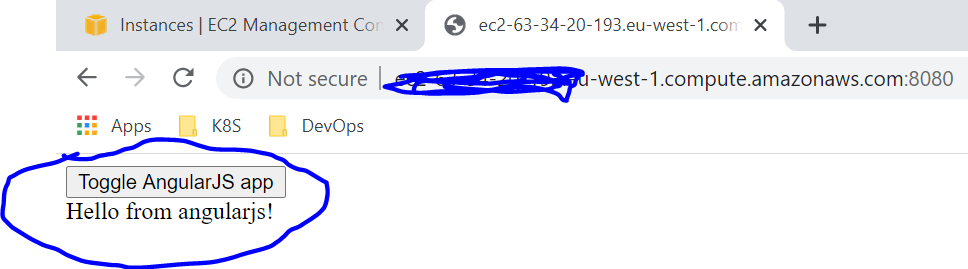 Instances | EC2 Management Con
ec2-63-34-20-193.eu-west-1.com
Not secure | eu-west-1.compute.amazonaws.com:8080
Apps K8S DevOps
Toggle AngularJS app
Hello from angularjs!